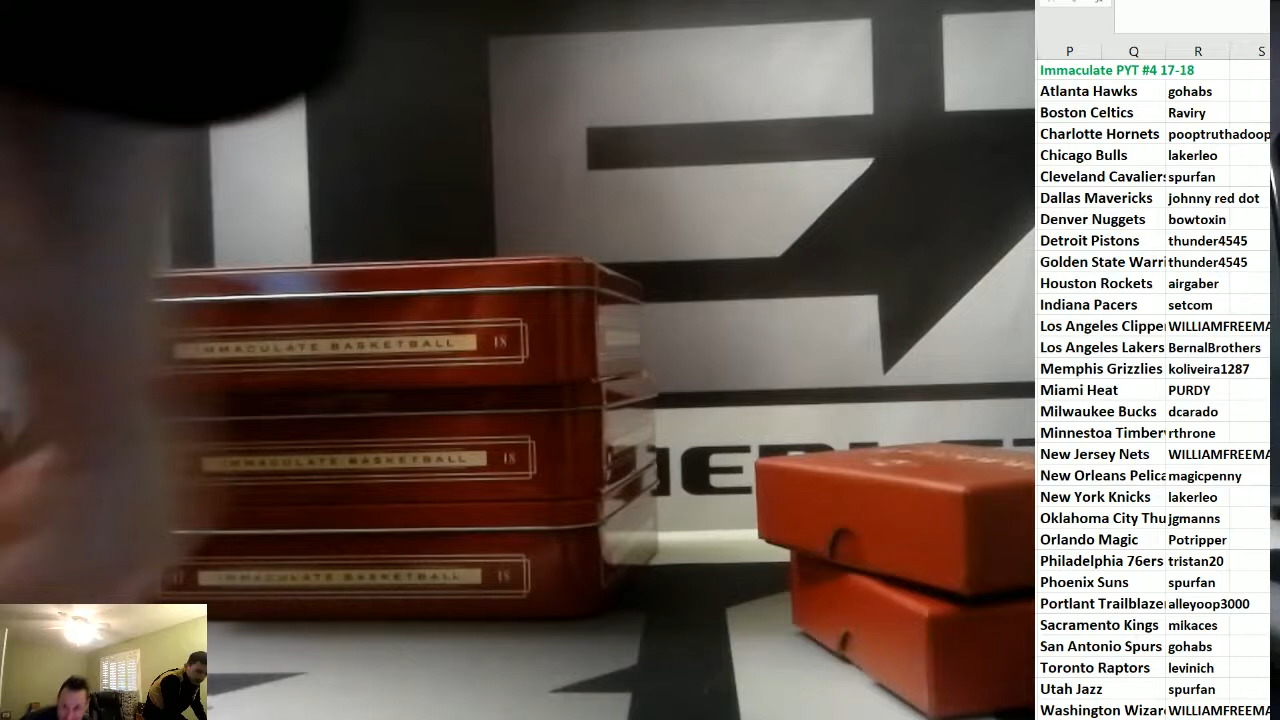 P Q R S
Immaculate PYT #4 17-18
Atlanta Hawks gohabs
Boston Celtics Raviry
Charlotte Hornets pooptruthadoop
Chicago Bulls lakerleo
Cleveland Cavaliers spurfan
Dallas Mavericks johnny red dot
Denver Nuggets bowtoxin
Detroit Pistons thunder4545
Golden State Warri thunder4545
Houston Rockets airgaber
Indiana Pacers setcom
Los Angeles Clippe WILLIAMFREEMA
Los Angeles Lakers BernalBrothers
Memphis Grizzlies koliveira1287
Miami Heat PURDY
Milwaukee Bucks dcarado
Minnestoa Timber rthrone
New Jersey Nets WILLIAMFREEMA
New Orleans Pelica magicpenny
New York Knicks lakerleo
Oklahoma City Thu jgmanns
Orlando Magic Potripper
Philadelphia 76ers tristan20
Phoenix Suns spurfan
Portlant Trailblaze alleyoop3000
Sacramento Kings mikaces
San Antonio Spurs gohabs
Toronto Raptors levinich
Utah Jazz spurfan
Washington Wizar WILLIAMFREEMA
IMMACULATE BASKETBALL 18
IMMACULATE BASKETBALL 18
IMMACULATE BASKETBALL 18